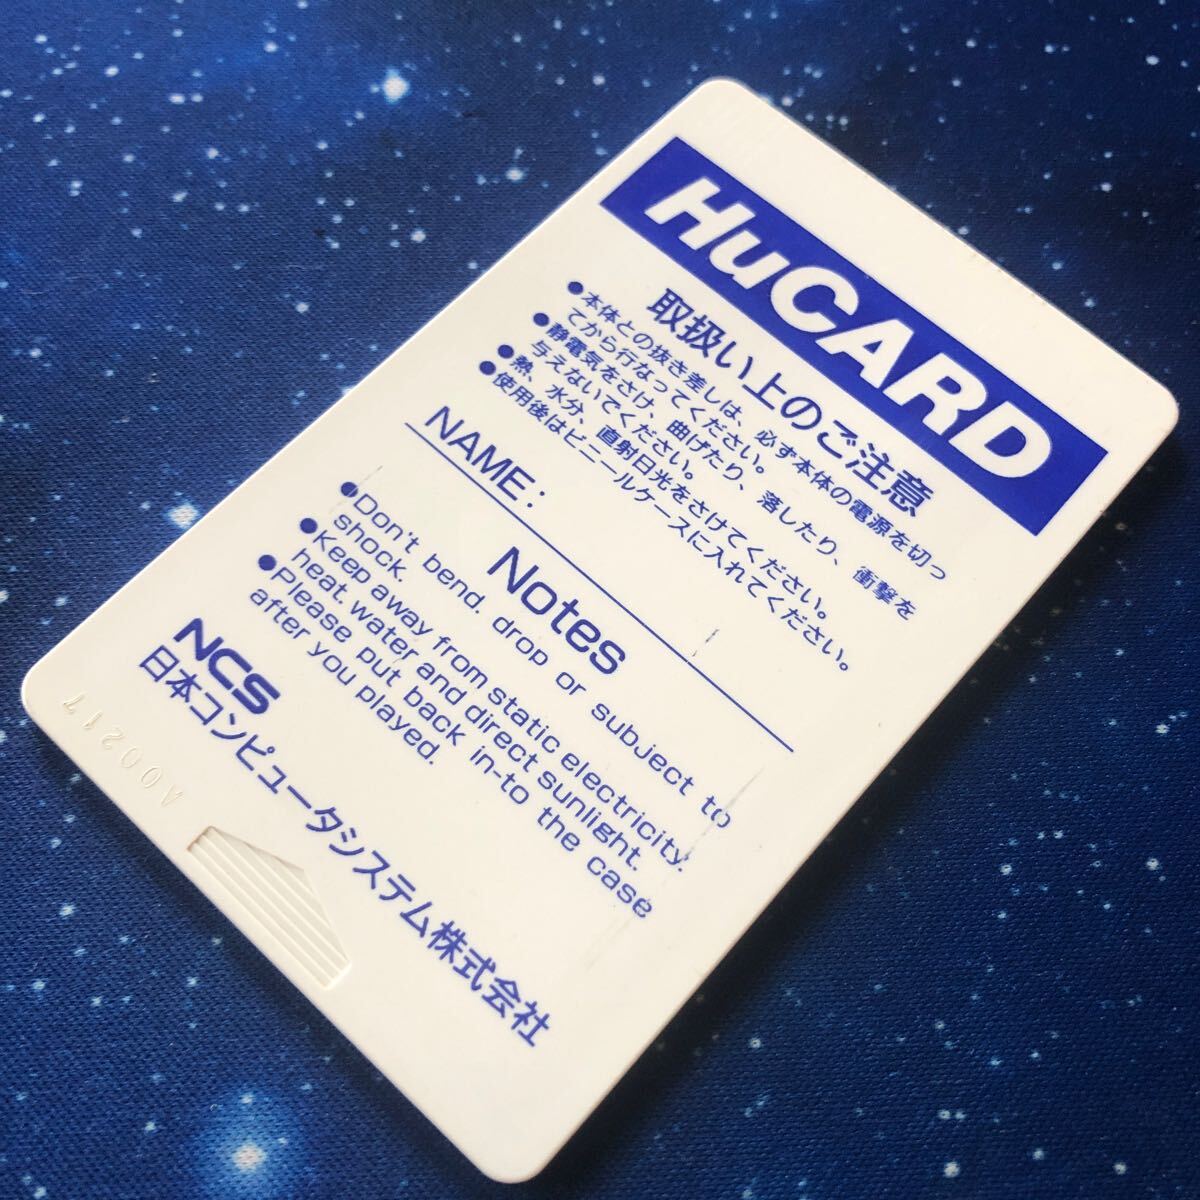 HuCARD
取扱い上のご注意
●本体との抜き差しは、必ず本体の電源を切っ
てから行なってください。
●静電気をさけ、曲げたり、落したり、衝撃を
与えないでください。
●熱、水分、直射日光をさけてください。
●使用後はビニールケースに入れてください。
NAME:
Notes
●Don't bend. drop or subject to
shock.
●Keep away from static electricity.
heat. water and direct sunlight.
●Please put back in-to the case
after you played.
NCS
日本コンピュータシステム株式会社
A000217